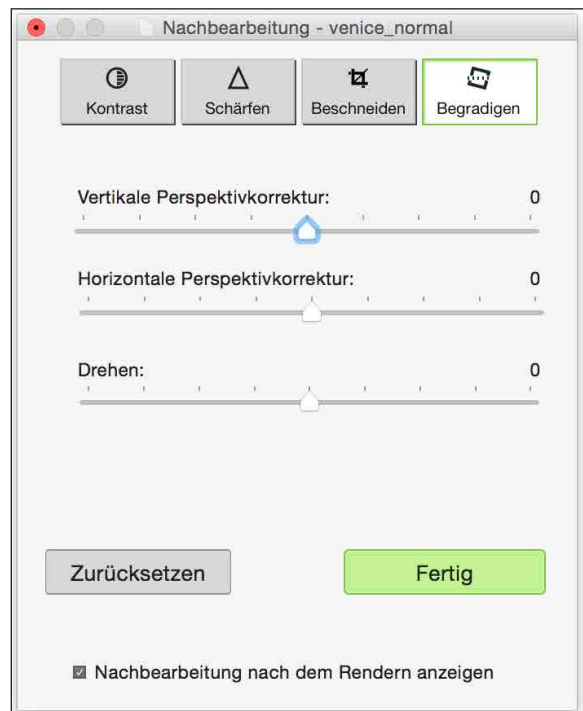 Nachbearbeitung - venice_normal
Kontrast Schärfen Beschneiden Begradigen
Vertikale Perspektivkorrektur: 0
Horizontale Perspektivkorrektur: 0
Drehen: 0
Zurücksetzen Fertig
Nachbearbeitung nach dem Rendern anzeigen